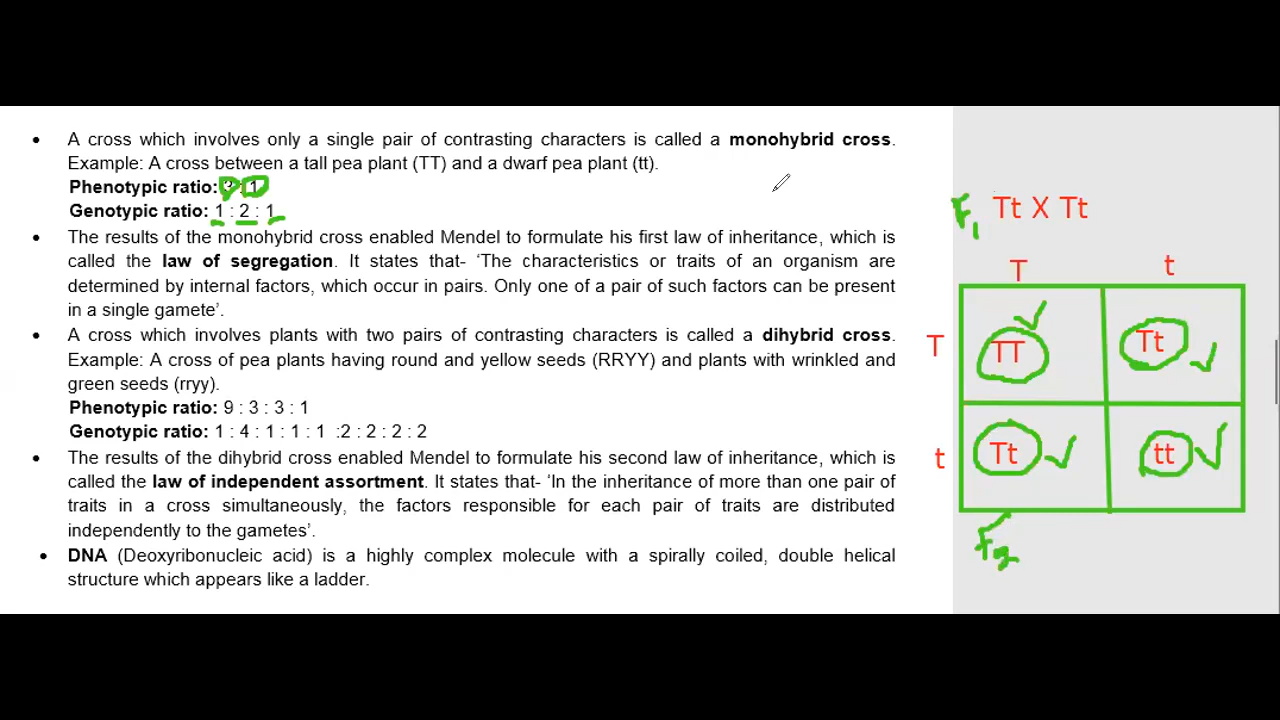 • A cross which involves only a single pair of contrasting characters is called a monohybrid cross.
Example: A cross between a tall pea plant (TT) and a dwarf pea plant (tt).
Phenotypic ratio: 3 : 1
Genotypic ratio: 1 : 2 : 1
• The results of the monohybrid cross enabled Mendel to formulate his first law of inheritance, which is
called the law of segregation. It states that- ‘The characteristics or traits of an organism are
determined by internal factors, which occur in pairs. Only one of a pair of such factors can be present
in a single gamete’.
• A cross which involves plants with two pairs of contrasting characters is called a dihybrid cross.
Example: A cross of pea plants having round and yellow seeds (RRYY) and plants with wrinkled and
green seeds (rryy).
Phenotypic ratio: 9 : 3 : 3 : 1
Genotypic ratio: 1 : 4 : 1 : 1 : 1 :2 : 2 : 2 : 2
• The results of the dihybrid cross enabled Mendel to formulate his second law of inheritance, which is
called the law of independent assortment. It states that- ‘In the inheritance of more than one pair of
traits in a cross simultaneously, the factors responsible for each pair of traits are distributed
independently to the gametes’.
• DNA (Deoxyribonucleic acid) is a highly complex molecule with a spirally coiled, double helical
structure which appears like a ladder.
F1 Tt X Tt
T t
T TT Tt
t Tt tt
F2